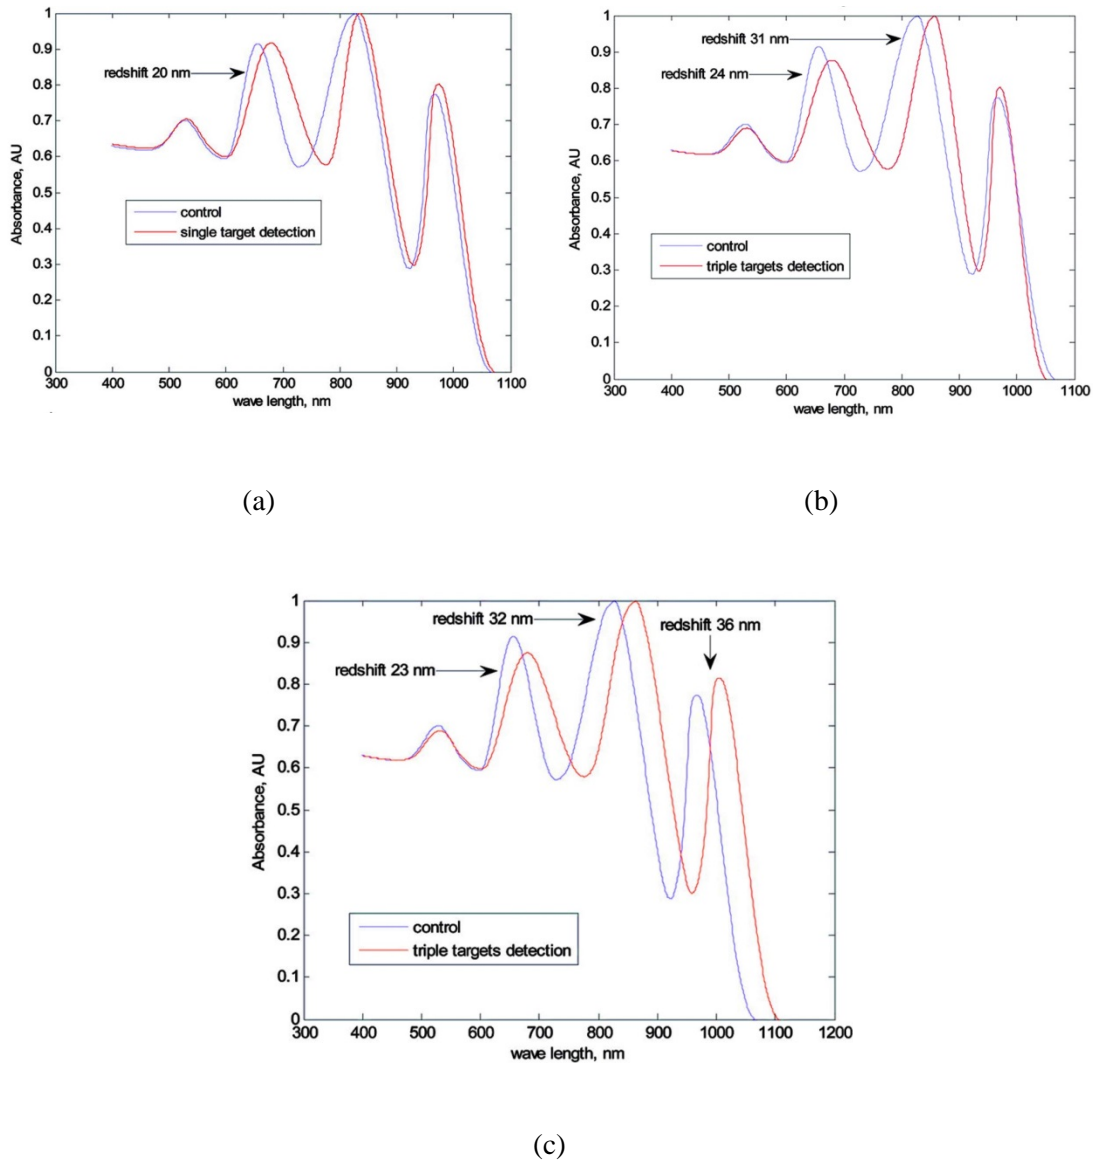 1
0.9
redshift 20 nm
0.8
0.7
0.6
Absorbance, AU
0.5
control
0.4
single target detection
0.3
0.2
0.1
0
300 400 500 600 700 800 900 1000 1100
wave length, nm
(a)
1
redshift 31 nm
0.9
redshift 24 nm
0.8
0.7
0.6
Absorbance, AU
0.5
0.4
control
triple targets detection
0.3
0.2
0.1
0
300 400 500 600 700 800 900 1000 1100
wave length, nm
(b)
1
redshift 32 nm
redshift 36 nm
0.9
redshift 23 nm
0.8
0.7
0.6
Absorbance, AU
0.5
0.4
0.3
control
0.2
triple targets detection
0.1
0
300 400 500 600 700 800 900 1000 1100 1200
wave length, nm
(c)